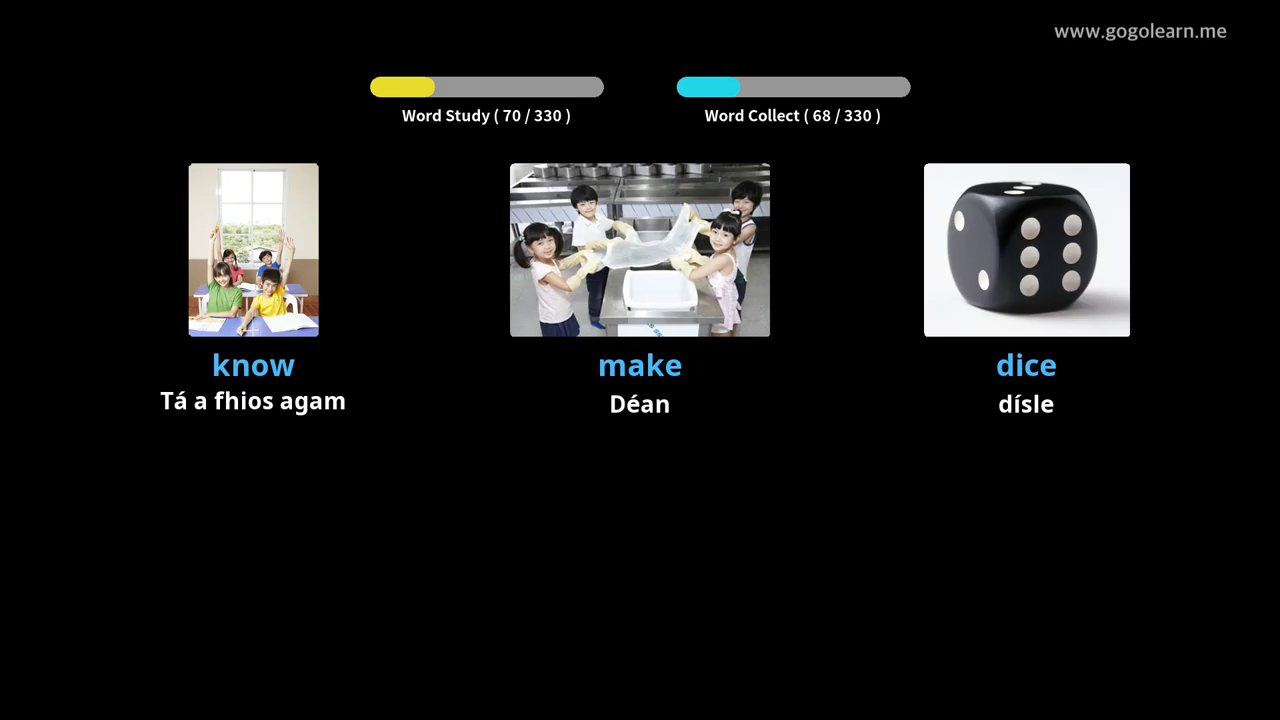 www.gogolearn.me
Word Study ( 70 / 330 )
Word Collect ( 68 / 330 )
know
Tá a fhios agam
make
Déan
dice
dísle